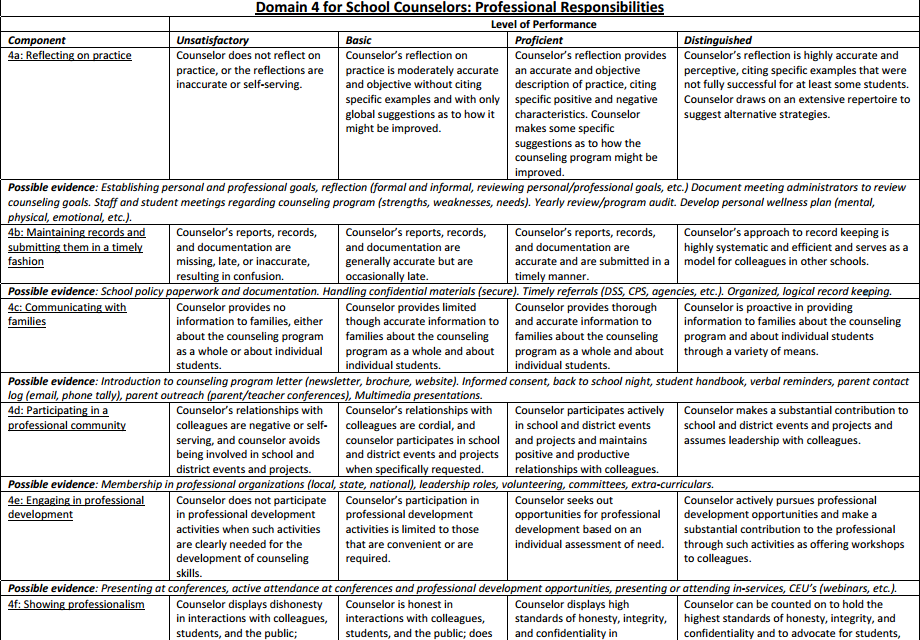 Domain 4 for School Counselors: Professional Responsibilities
Level of Performance
Component Unsatisfactory Basic Proficient Distinguished
4a: Reflecting on practice
Counselor does not reflect on
practice, or the reflections are
inaccurate or self-serving.
Counselor’s reflection on
practice is moderately accurate
and objective without citing
specific examples and with only
global suggestions as to how it
might be improved.
Counselor’s reflection provides
an accurate and objective
description of practice, citing
specific positive and negative
characteristics. Counselor
makes some specific
suggestions as to how the
counseling program might be
improved.
Counselor’s reflection is highly accurate and
perceptive, citing specific examples that were
not fully successful for at least some students.
Counselor draws on an extensive repertoire to
suggest alternative strategies.
Possible evidence: Establishing personal and professional goals, reflection (formal and informal, reviewing personal/professional goals, etc.) Document meeting administrators to review
counseling goals. Staff and student meetings regarding counseling program (strengths, weaknesses, needs). Yearly review/program audit. Develop personal wellness plan (mental,
physical, emotional, etc.).
4b: Maintaining records and
submitting them in a timely
fashion
Counselor’s reports, records,
and documentation are
missing, late, or inaccurate,
resulting in confusion.
Counselor’s reports, records,
and documentation are
generally accurate but are
occasionally late.
Counselor’s reports, records,
and documentation are
accurate and are submitted in a
timely manner.
Counselor’s approach to record keeping is
highly systematic and efficient and serves as a
model for colleagues in other schools.
Possible evidence: School policy paperwork and documentation. Handling confidential materials (secure). Timely referrals (DSS, CPS, agencies, etc.). Organized, logical record keeping.
4c: Communicating with
families
Counselor provides no
information to families, either
about the counseling program
as a whole or about individual
students.
Counselor provides limited
though accurate information to
families about the counseling
program as a whole and about
individual students.
Counselor provides thorough
and accurate information to
families about the counseling
program as a whole and about
individual students.
Counselor is proactive in providing
information to families about the counseling
program and about individual students
through a variety of means.
Possible evidence: Introduction to counseling program letter (newsletter, brochure, website). Informed consent, back to school night, student handbook, verbal reminders, parent contact
log (email, phone tally), parent outreach (parent/teacher conferences), Multimedia presentations.
4d: Participating in a
professional community
Counselor’s relationships with
colleagues are negative or self-
serving, and counselor avoids
being involved in school and
district events and projects.
Counselor’s relationships with
colleagues are cordial, and
counselor participates in school
and district events and projects
when specifically requested.
Counselor participates actively
in school and district events
and projects and maintains
positive and productive
relationships with colleagues.
Counselor makes a substantial contribution to
school and district events and projects and
assumes leadership with colleagues.
Possible evidence: Membership in professional organizations (local, state, national), leadership roles, volunteering, committees, extra-curriculars.
4e: Engaging in professional
development
Counselor does not participate
in professional development
activities when such activities
are clearly needed for the
development of counseling
skills.
Counselor’s participation in
professional development
activities is limited to those
that are convenient or are
required.
Counselor seeks out
opportunities for professional
development based on an
individual assessment of need.
Counselor actively pursues professional
development opportunities and make a
substantial contribution to the professional
through such activities as offering workshops
to colleagues.
Possible evidence: Presenting at conferences, active attendance at conferences and professional development opportunities, presenting or attending in-services, CEU’s (webinars, etc.).
4f: Showing professionalism
Counselor displays dishonesty
in interactions with colleagues,
students, and the public;
Counselor is honest in
interactions with colleagues,
students, and the public; does
Counselor displays high
standards of honesty, integrity,
and confidentiality in
Counselor can be counted on to hold the
highest standards of honesty, integrity, and
confidentiality and to advocate for students,